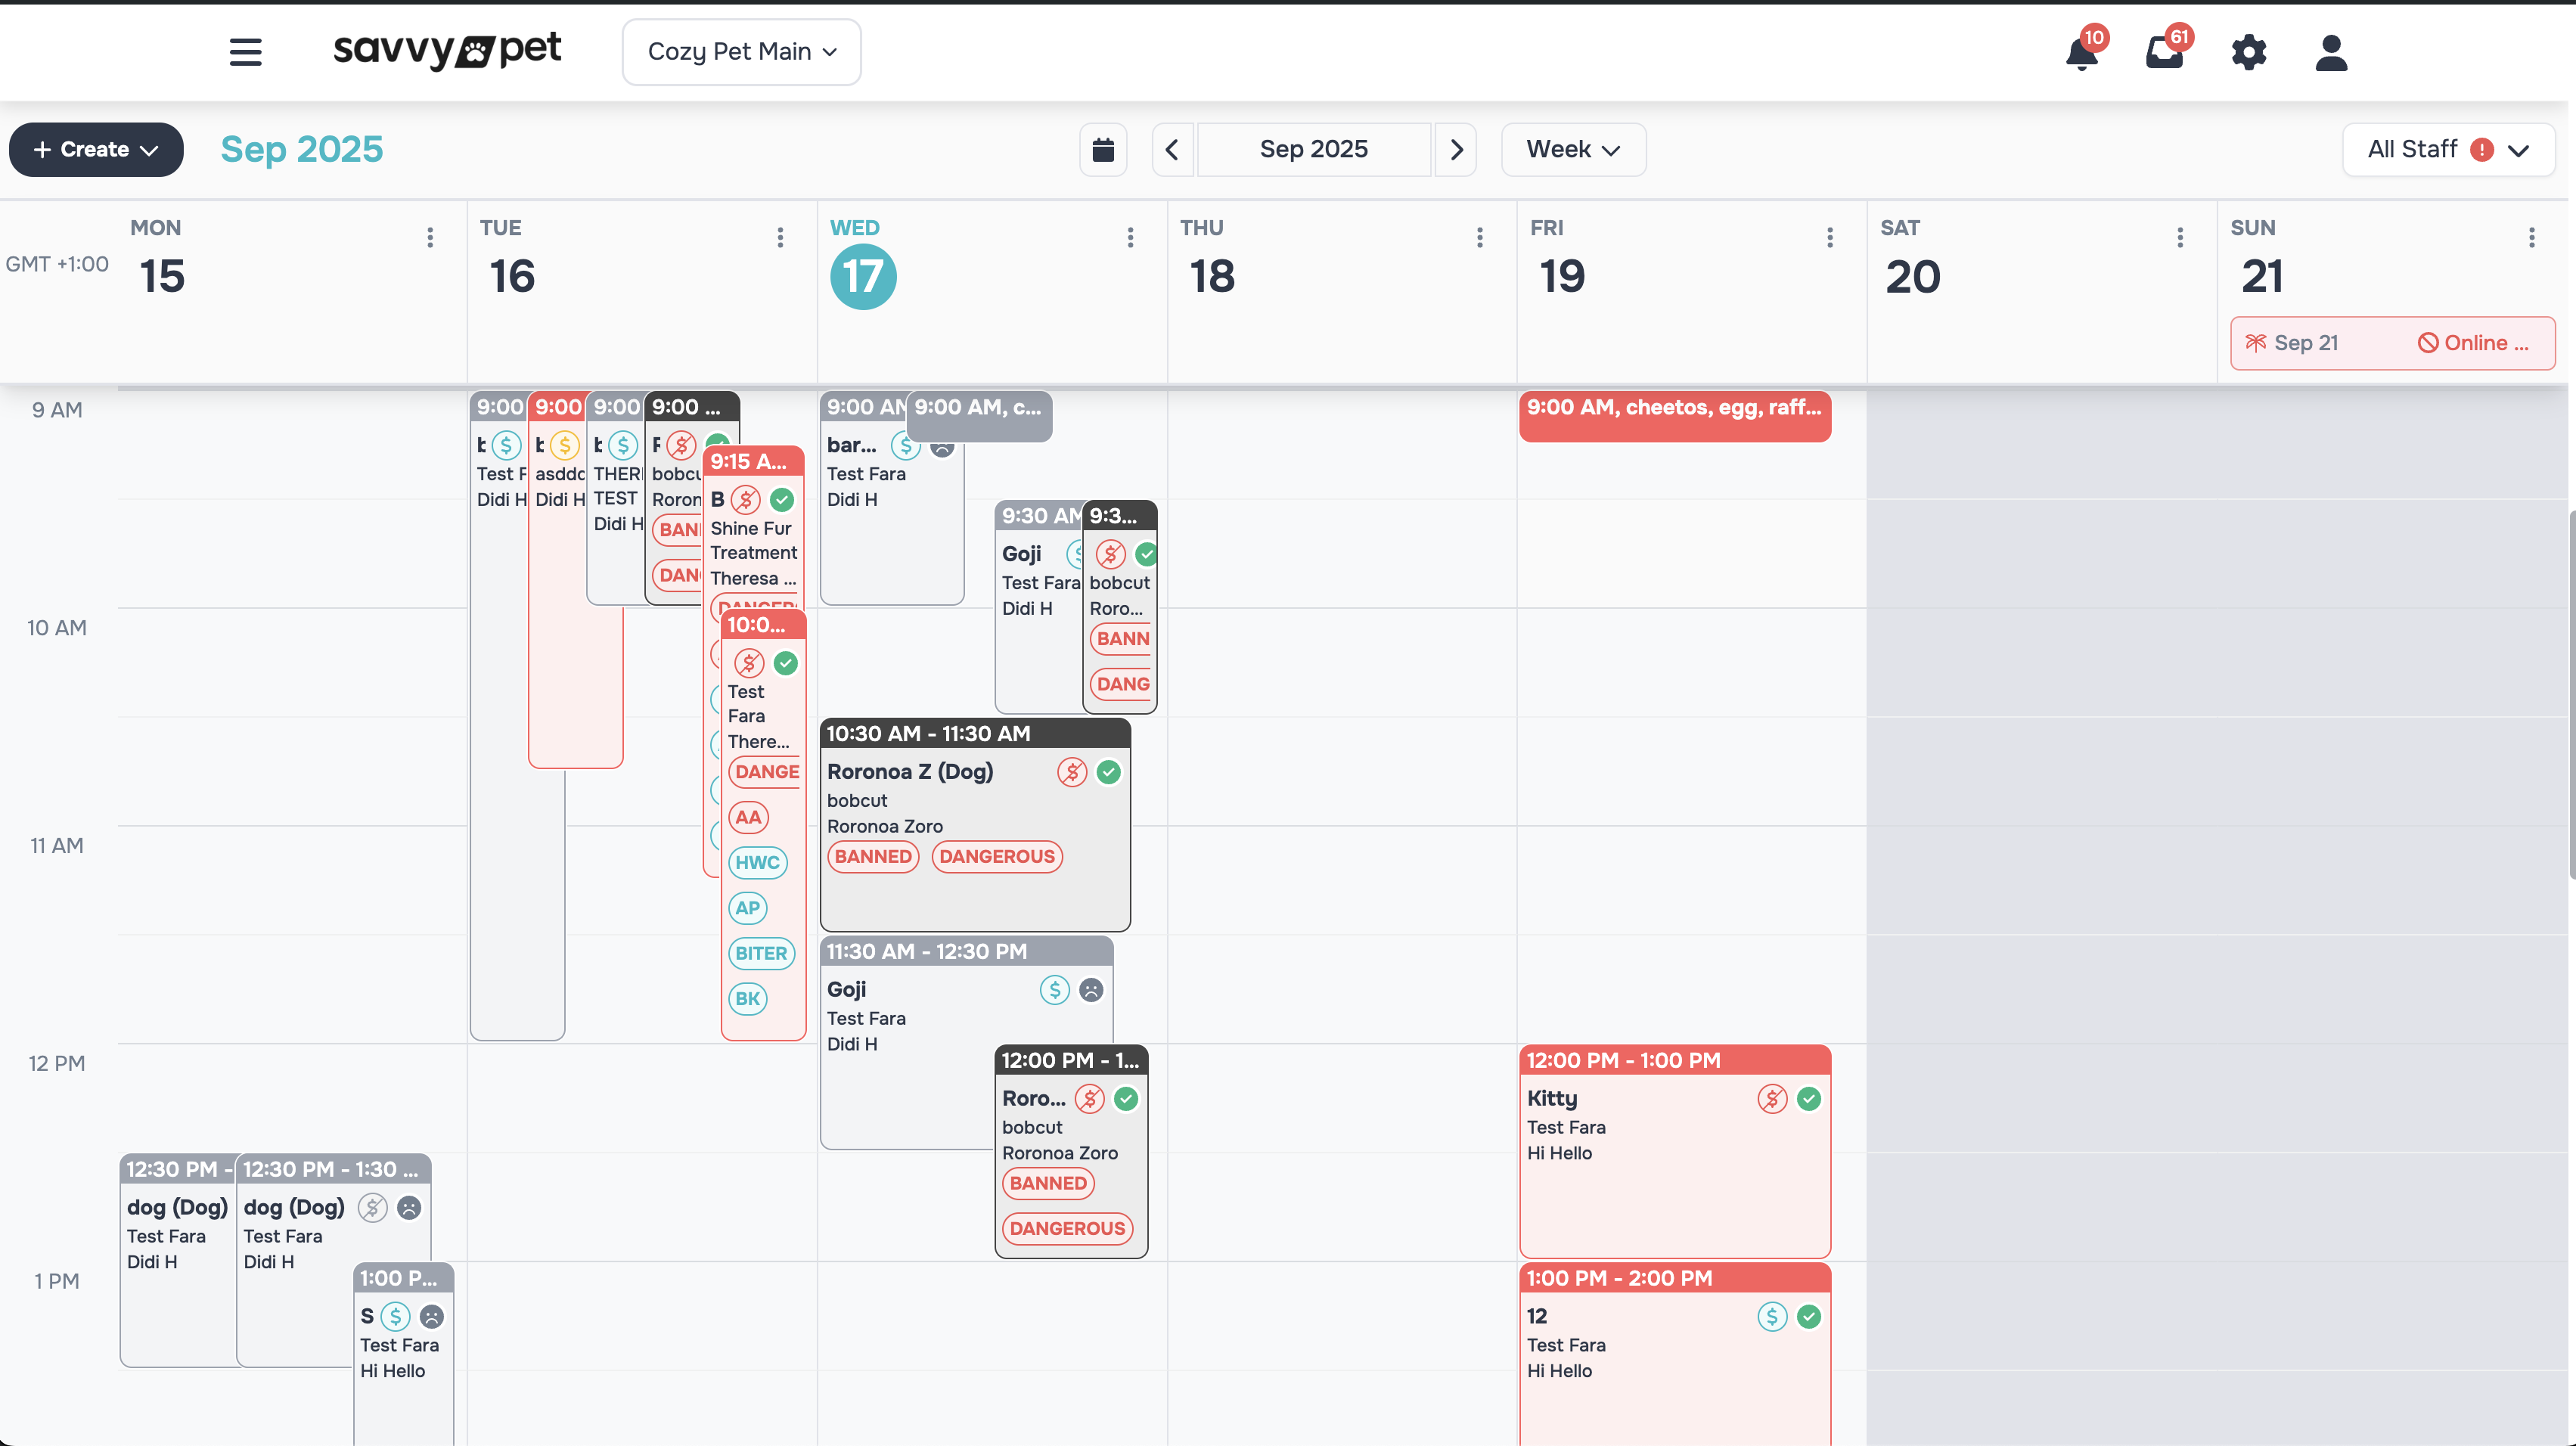 savvy pet
Cozy Pet Main
10
61
+ Create
Sep 2025
Sep 2025
Week
All Staff
GMT +1:00
MON
15
TUE
16
WED
17
THU
18
FRI
19
SAT
20
SUN
21
Sep 21
Online ...
9 AM
10 AM
11 AM
12 PM
1 PM
12:30 PM -
dog (Dog)
Test Fara
Didi H
12:30 PM - 1:30 ...
dog (Dog)
Test Fara
Didi H
1:00 P...
S
Test Fara
Hi Hello
9:00
Test F
Didi H
9:00
asddc
Didi H
9:00
THER
TEST
Didi H
9:00 ...
bobcu
Roron
BAN
DAN
9:15 A...
B
Shine Fur
Treatment
Theresa ...
DANGER
10:0...
Test
Fara
There...
DANGE
AA
HWC
AP
BITER
BK
9:00 AM
bar...
Test Fara
Didi H
9:00 AM, c...
9:30 AM
Goji
Test Fara
Didi H
9:3...
bobcut
Roro...
BANN
DANG
10:30 AM - 11:30 AM
Roronoa Z (Dog)
bobcut
Roronoa Zoro
BANNED DANGEROUS
11:30 AM - 12:30 PM
Goji
Test Fara
Didi H
12:00 PM - 1...
Roro...
bobcut
Roronoa Zoro
BANNED
DANGEROUS
9:00 AM, cheetos, egg, raff...
12:00 PM - 1:00 PM
Kitty
Test Fara
Hi Hello
1:00 PM - 2:00 PM
12
Test Fara
Hi Hello